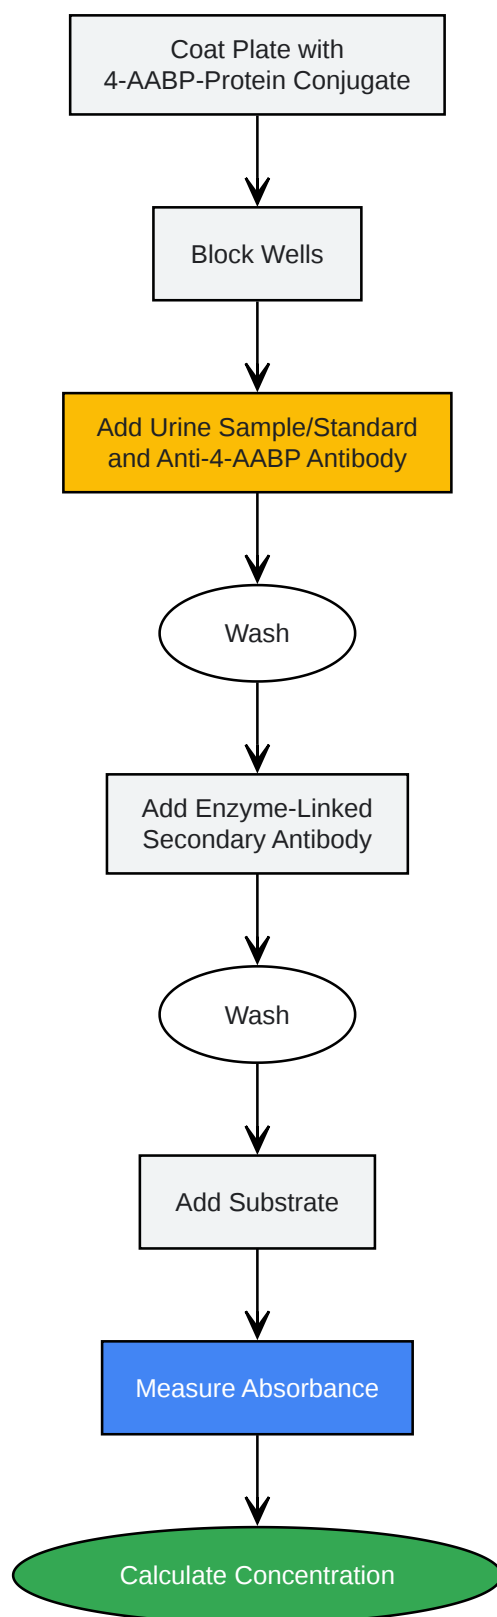 Coat Plate with
4-AABP-Protein Conjugate
Block Wells
Add Urine Sample/Standard
and Anti-4-AABP Antibody
Wash
Add Enzyme-Linked
Secondary Antibody
Wash
Add Substrate
Measure Absorbance
Calculate Concentration